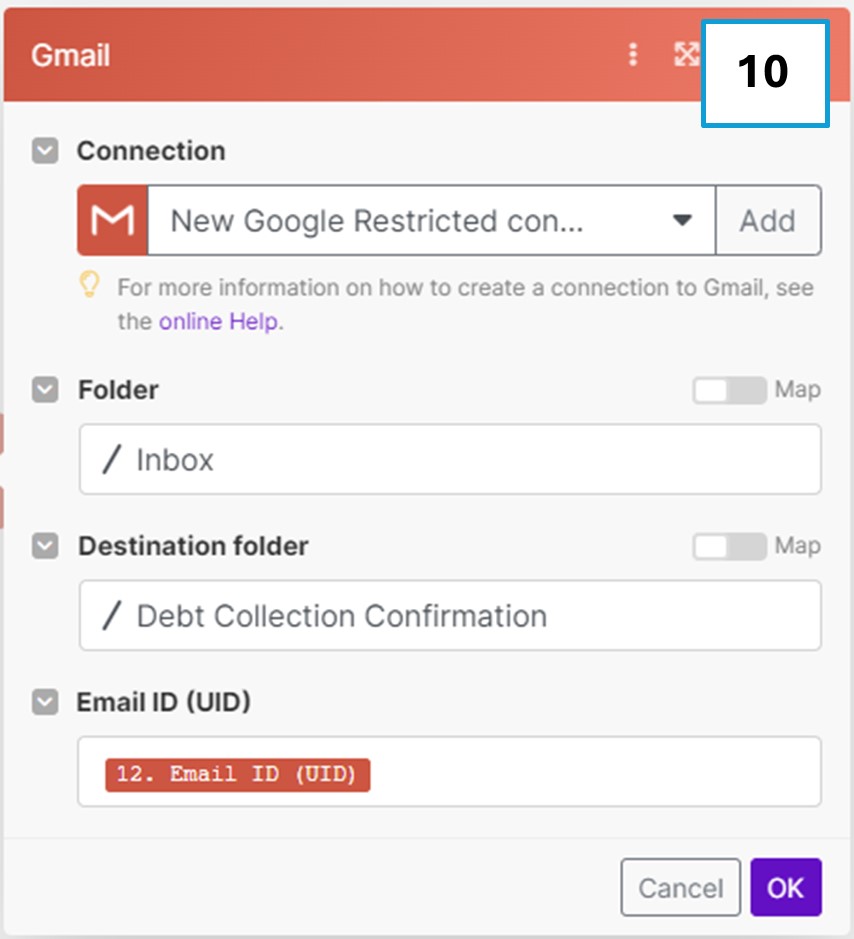 Gmail
10
Connection
New Google Restricted con...
Add
For more information on how to create a connection to Gmail, see
the online Help.
Folder
Map
/ Inbox
Destination folder
Map
/ Debt Collection Confirmation
Email ID (UID)
12. Email ID (UID)
Cancel
OK